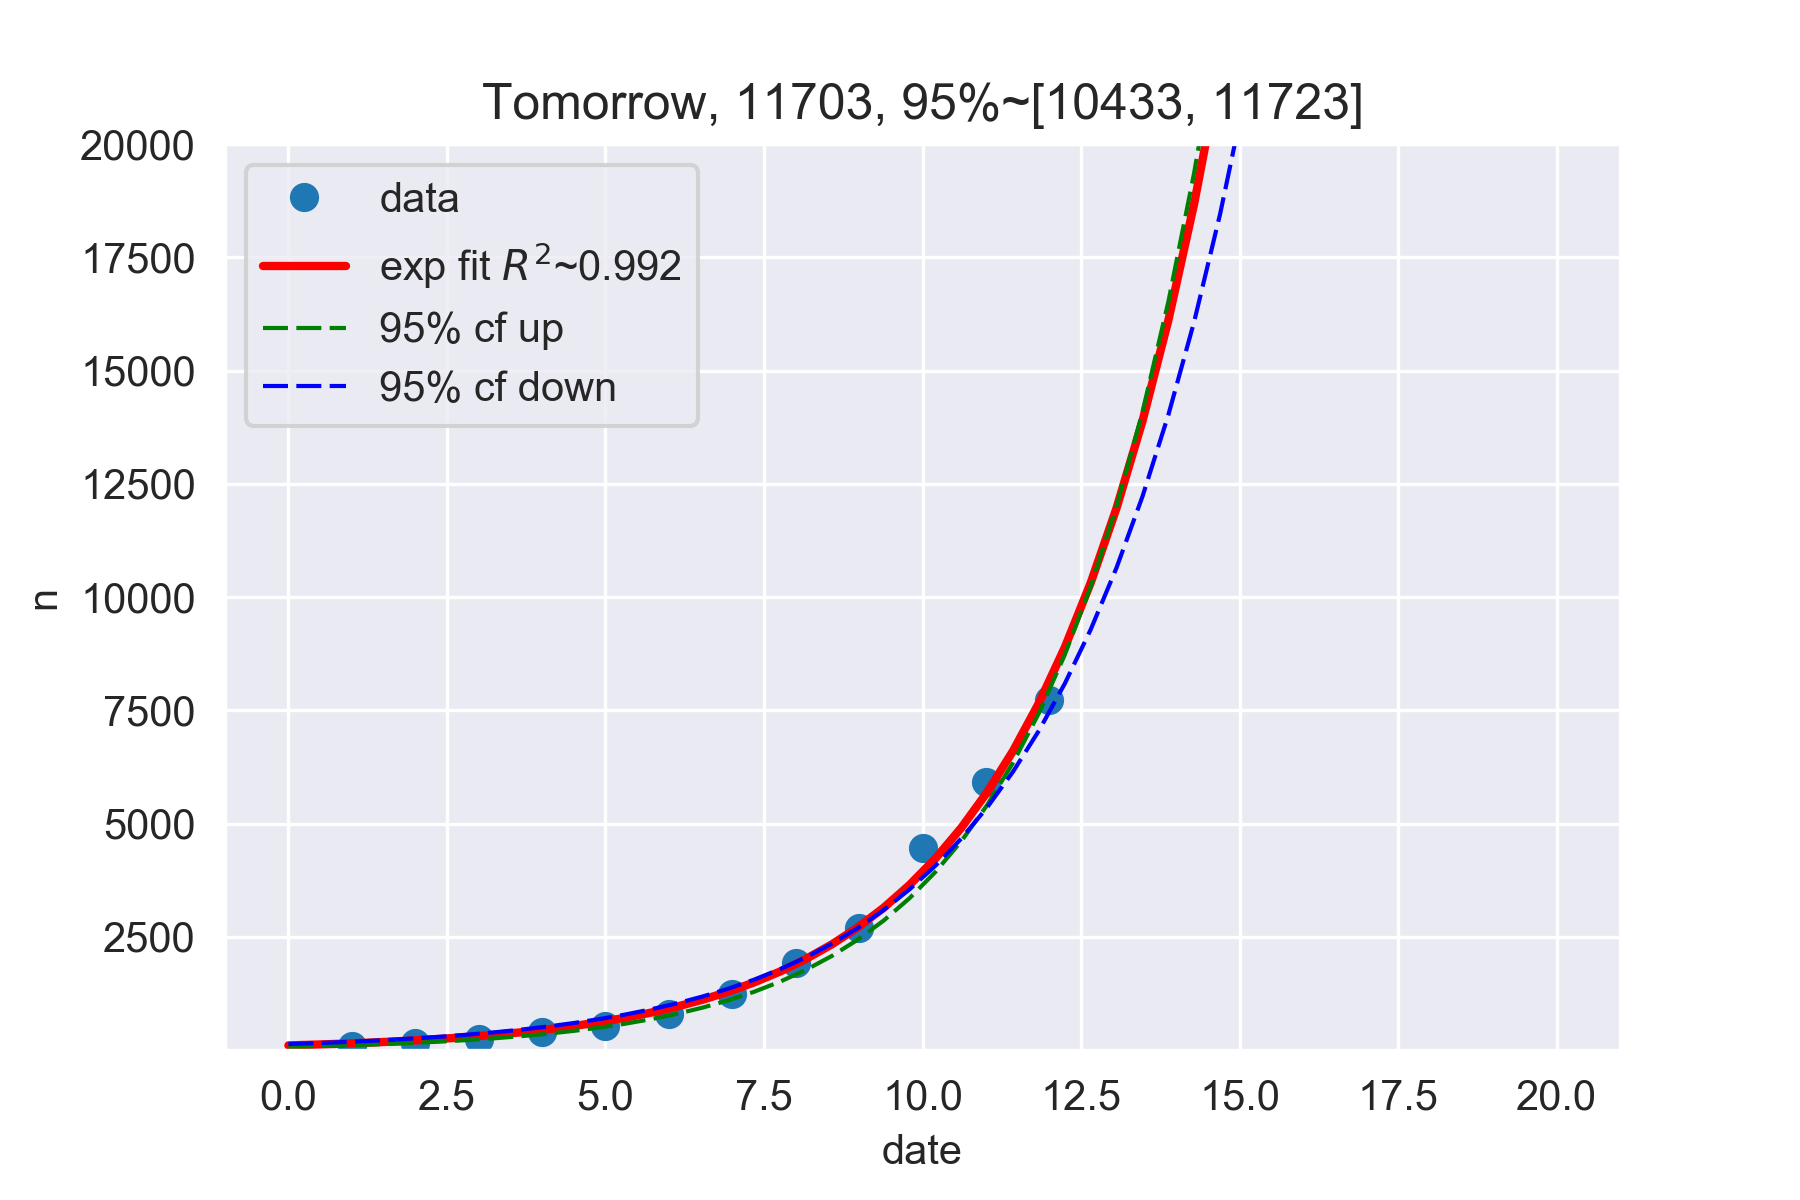 Tomorrow, 11703, 95%~[10433, 11723]
20000
17500
15000
12500
10000
7500
5000
2500
n
data
exp fit R²~0.992
95% cf up
95% cf down
0.0 2.5 5.0 7.5 10.0 12.5 15.0 17.5 20.0
date